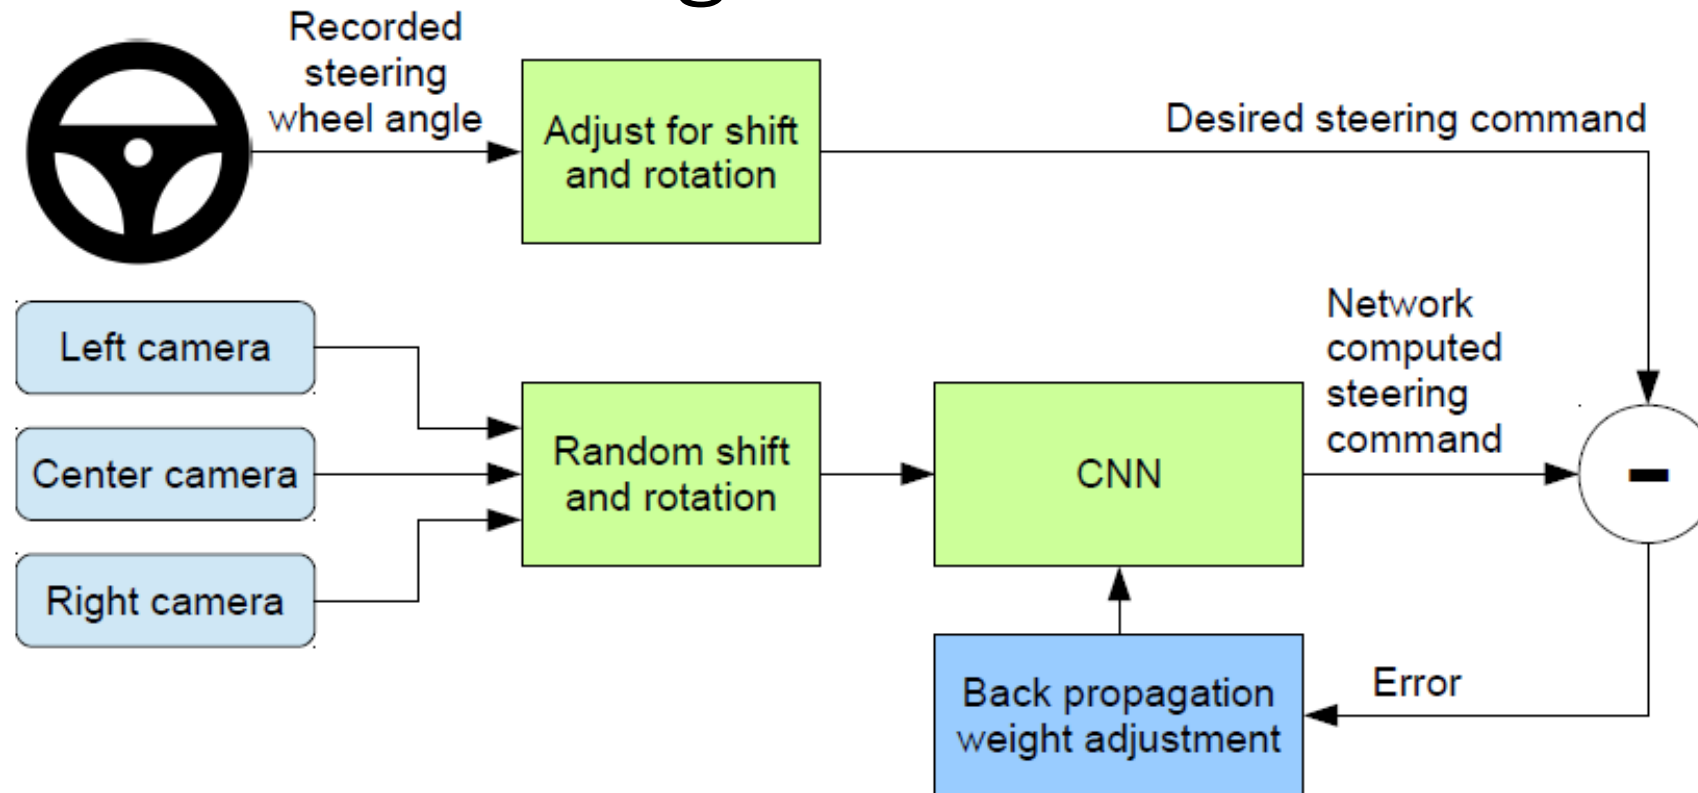 g
Recorded
steering
wheel angle
Adjust for shift
and rotation
Desired steering command
Left camera
Center camera
Right camera
Random shift
and rotation
CNN
Network
computed
steering
command
-
Back propagation
weight adjustment
Error